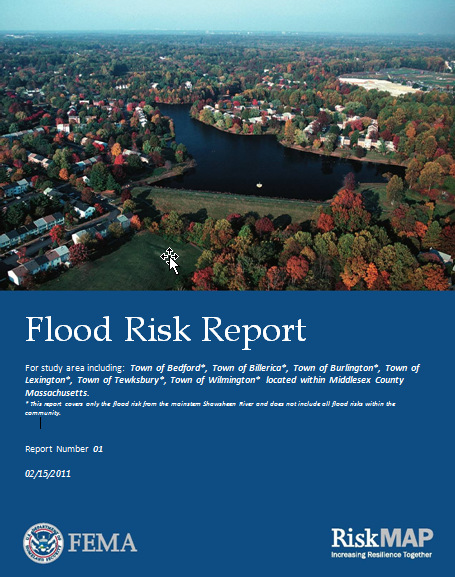 Flood Risk Report
For study area including: Town of Bedford*, Town of Billerica*, Town of Burlington*, Town of
Lexington*, Town of Tewksbury*, Town of Wilmington* located within Middlesex County
Massachusetts.
* This report covers only the flood risk from the mainstem Shawsheen River and does not include all flood risks within the
community.
Report Number 01
02/15/2011
FEMA
RiskMAP
Increasing Resilience Together